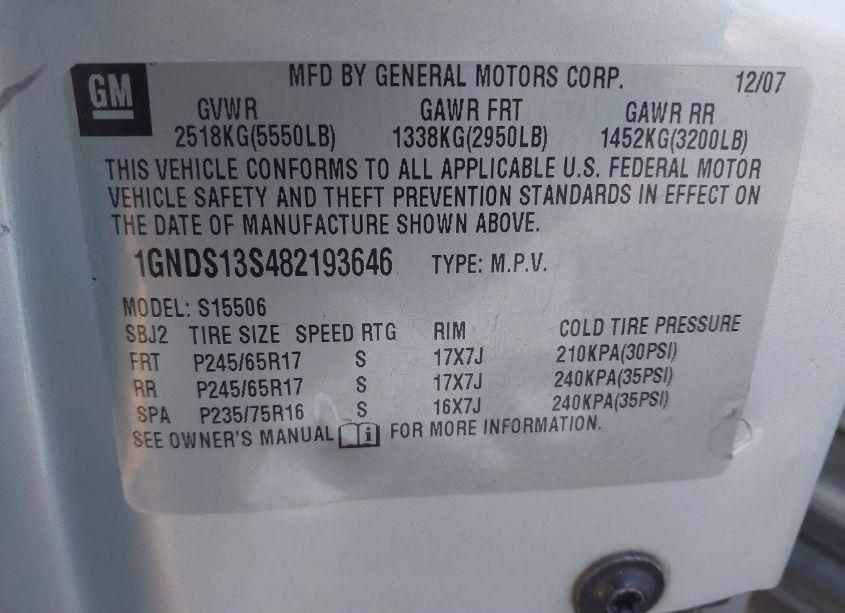 GM
MFD BY GENERAL MOTORS CORP. 12/07
GVWR GAWR FRT GAWR RR
2518KG(5550LB) 1338KG(2950LB) 1452KG(3200LB)
THIS VEHICLE CONFORMS TO ALL APPLICABLE U.S. FEDERAL MOTOR
VEHICLE SAFETY AND THEFT PREVENTION STANDARDS IN EFFECT ON
THE DATE OF MANUFACTURE SHOWN ABOVE.
1GNDS13S482193646 TYPE: M.P.V.
MODEL: S15506
SBJ2 TIRE SIZE SPEED RTG RIM COLD TIRE PRESSURE
FRT P245/65R17 S 17X7J 210KPA(30PSI)
RR P245/65R17 S 17X7J 240KPA(35PSI)
SPA P235/75R16 S 16X7J 240KPA(35PSI)
SEE OWNER'S MANUAL i FOR MORE INFORMATION.